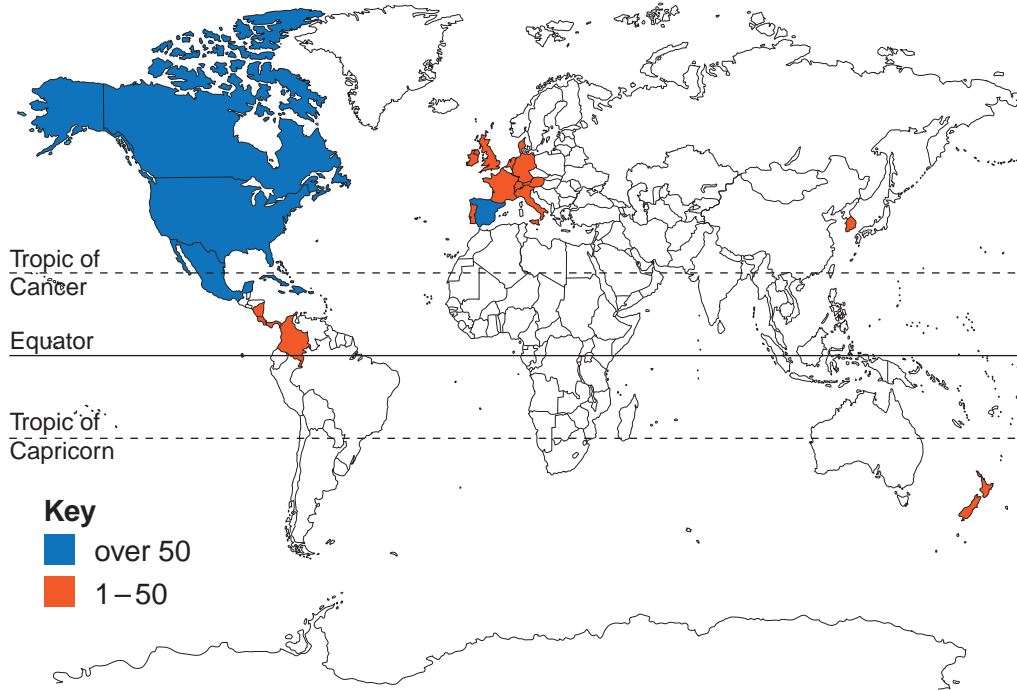 Tropic of
Cancer
Equator
Tropic of
Capricorn
Key
over 50
1–50